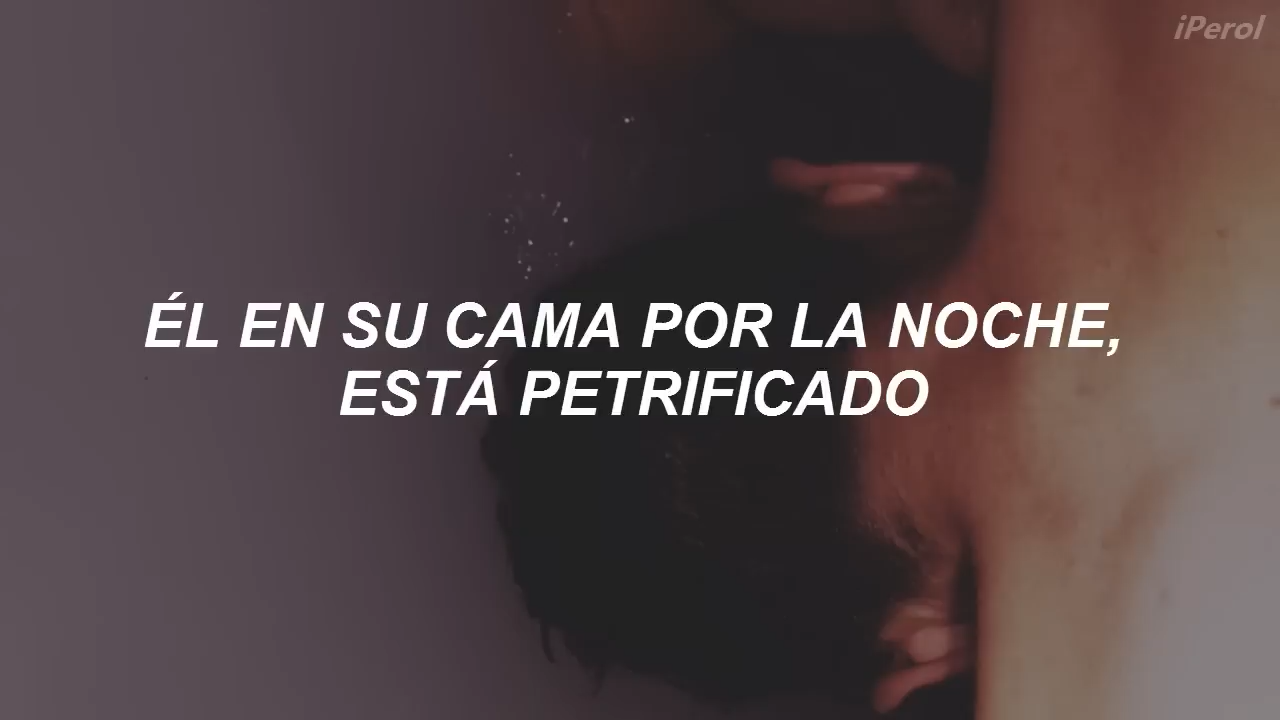 iPerol
ÉL EN SU CAMA POR LA NOCHE,
ESTÁ PETRIFICADO